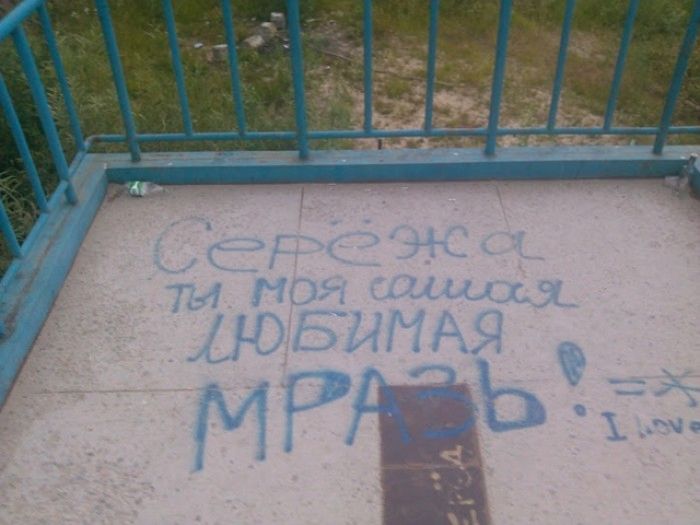 Серёжа
ты моя самая
ЛЮБИМАЯ
МРАЗЬ!
=*
I love